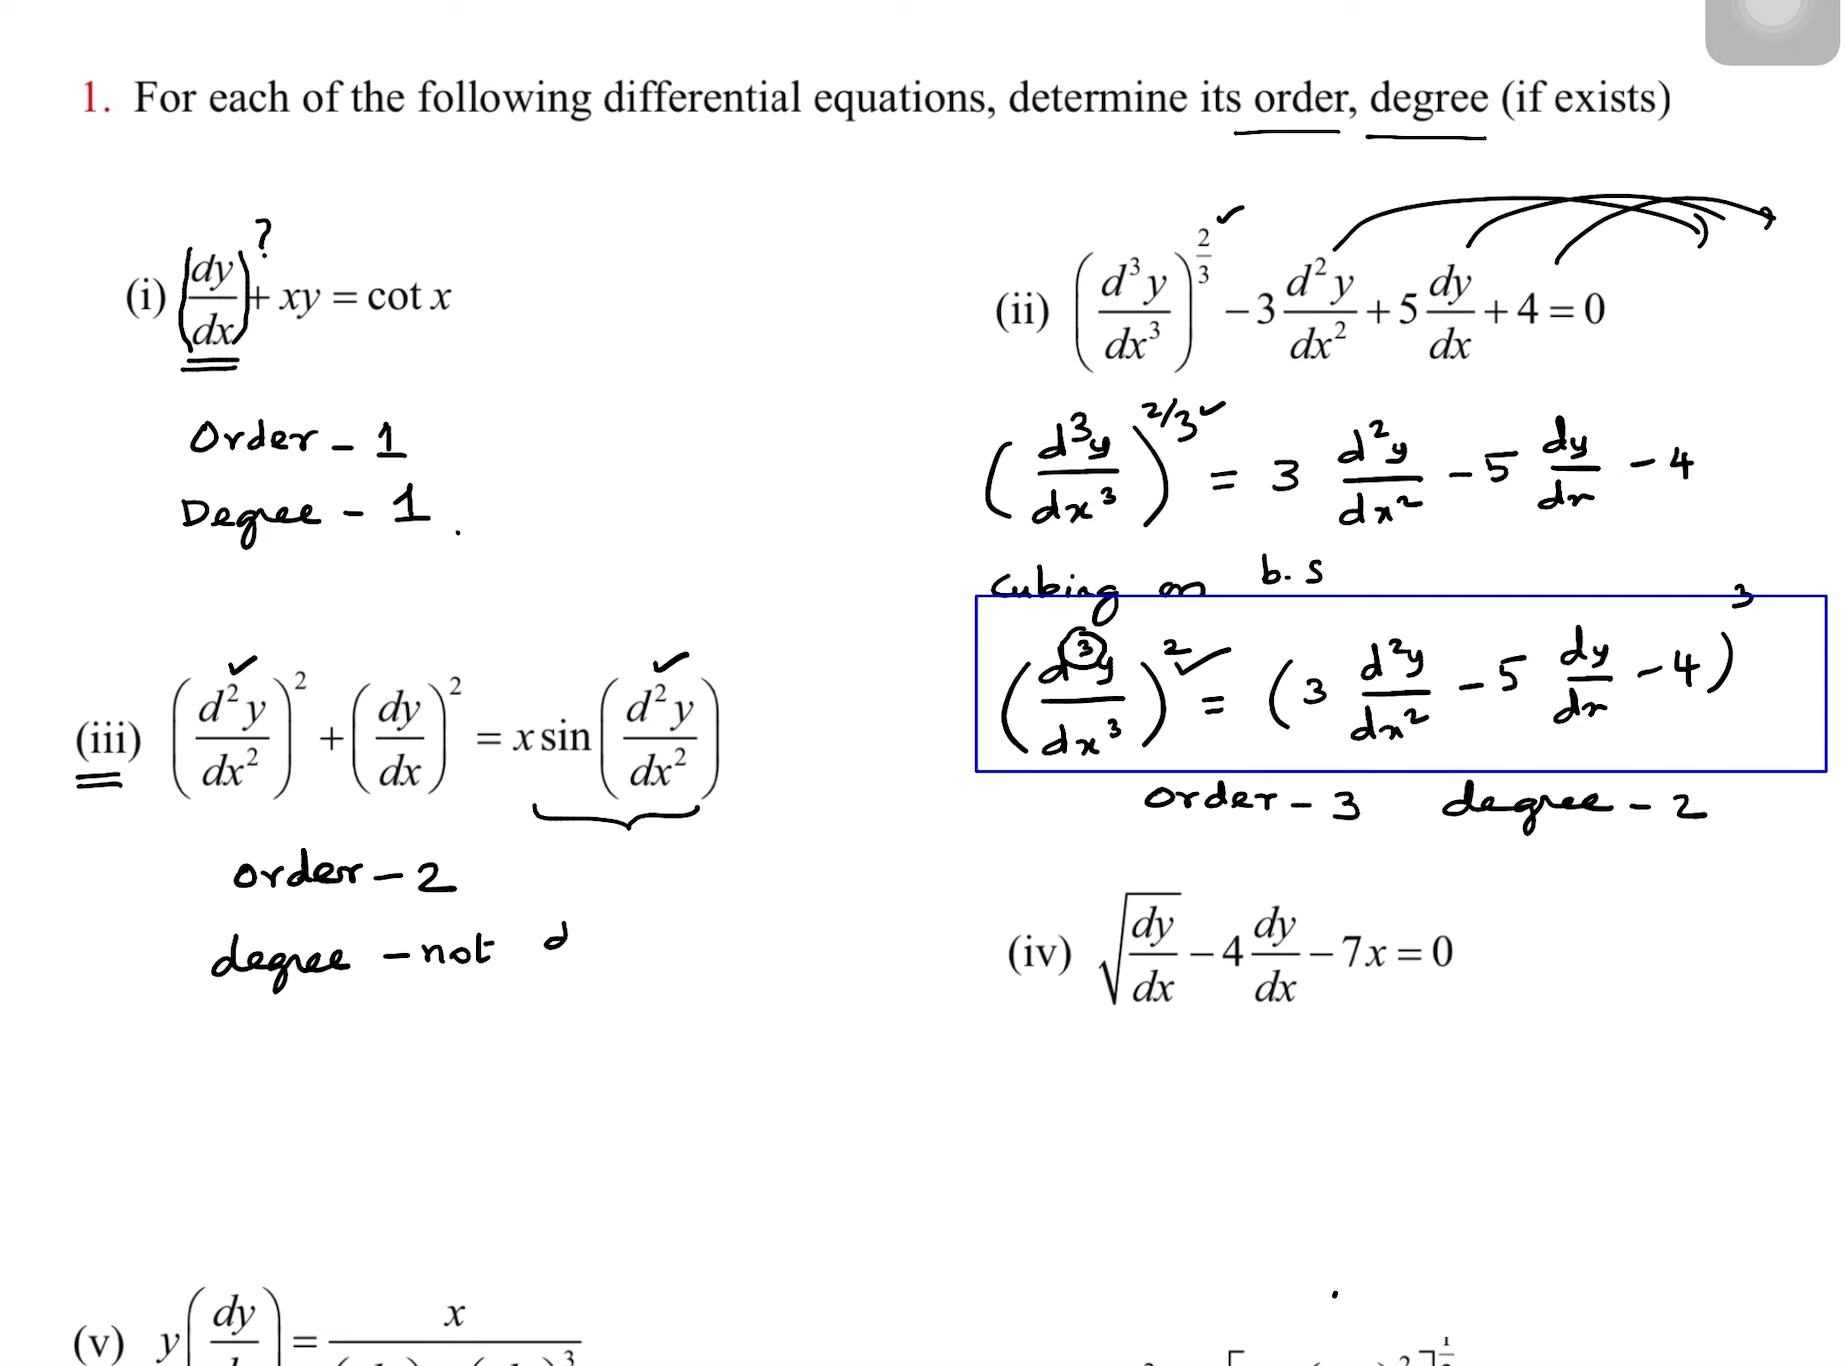 1. For each of the following differential equations, determine its order, degree (if exists)
(i) (dy/dx)^? + xy = cot x
(ii) (d³y/dx³)^(2/3) − 3 d²y/dx² + 5 dy/dx + 4 = 0
Order - 1
Degree - 1.
(d³y/dx³)^(2/3) = 3 d²y/dx² - 5 dy/dx - 4
cubing on b.s
(d³y/dx³)² = (3 d²y/dx² - 5 dy/dx - 4)³
order - 3 degree - 2
(iii) (d²y/dx²)² + (dy/dx)² = x sin(d²y/dx²)
order - 2
degree - not d
(iv) √(dy/dx) − 4 dy/dx − 7x = 0
(v) y(dy
= x